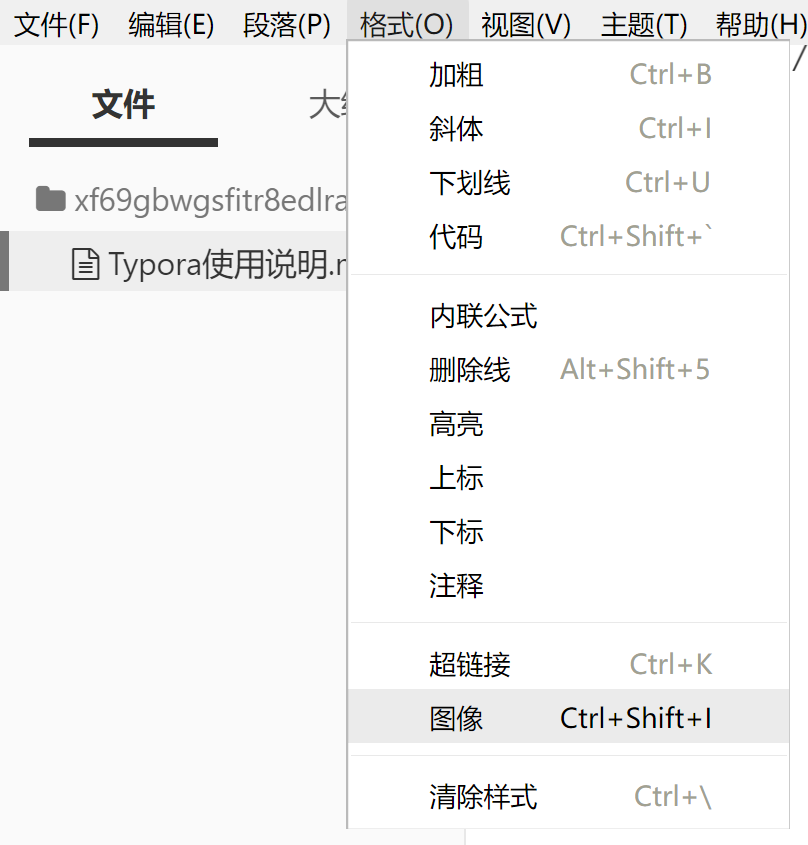 文件(F) 编辑(E) 段落(P) 格式(O) 视图(V) 主题(T) 帮助(H)
/
文件 大
xf69gbwgsfitr8edlra
Typora使用说明.
加粗 Ctrl+B
斜体 Ctrl+I
下划线 Ctrl+U
代码 Ctrl+Shift+`
内联公式
删除线 Alt+Shift+5
高亮
上标
下标
注释
超链接 Ctrl+K
图像 Ctrl+Shift+I
清除样式 Ctrl+\